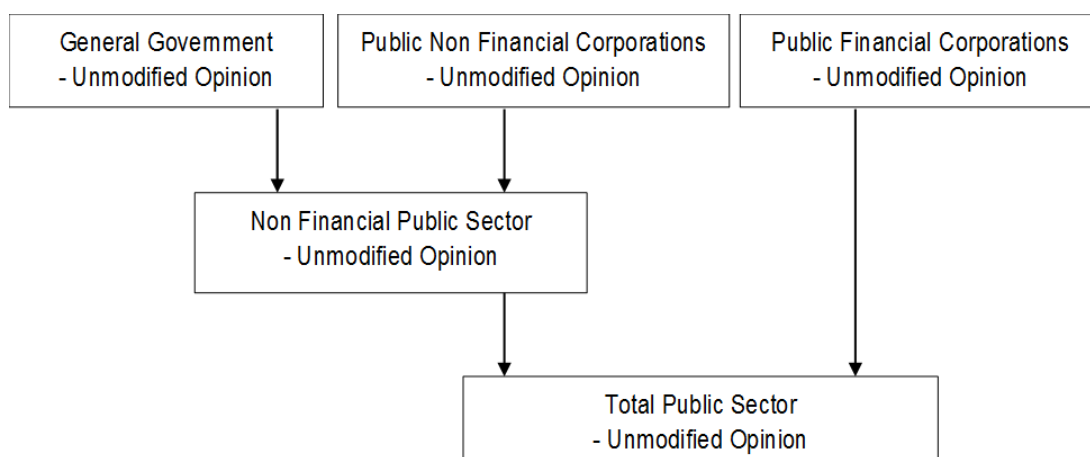 General Government
- Unmodified Opinion
Public Non Financial Corporations
- Unmodified Opinion
Public Financial Corporations
- Unmodified Opinion
Non Financial Public Sector
- Unmodified Opinion
Total Public Sector
- Unmodified Opinion